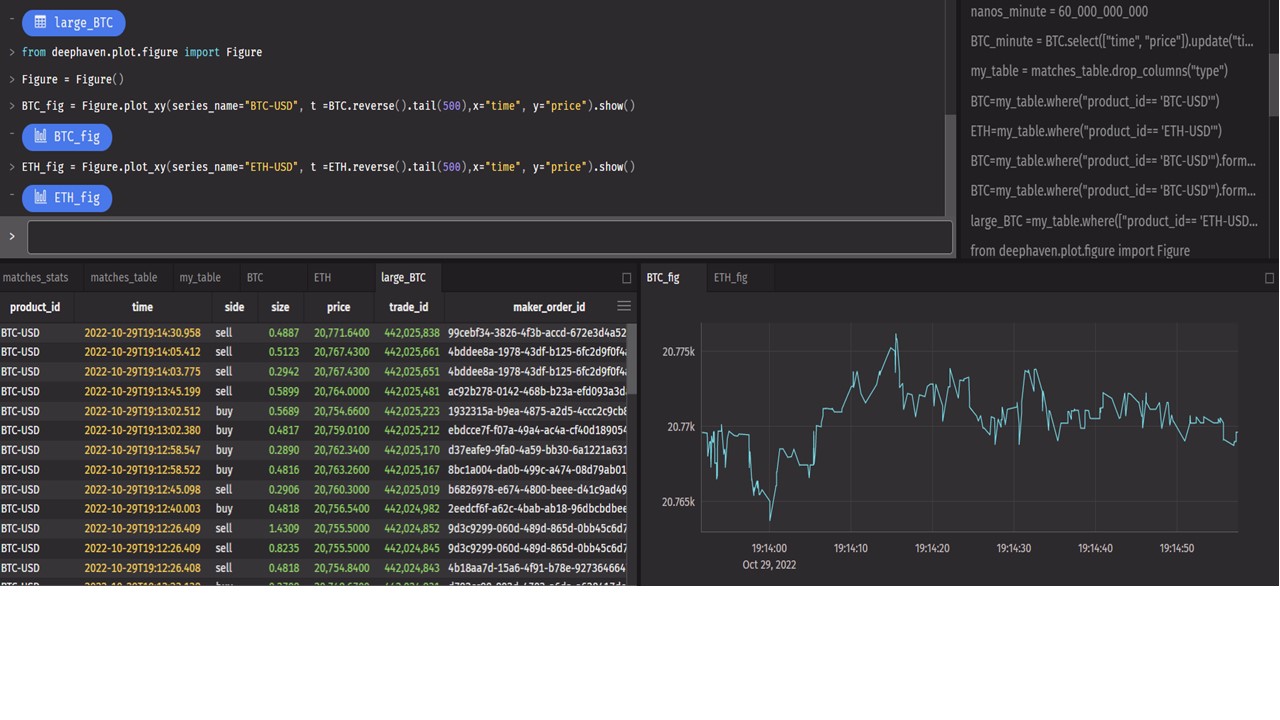 large_BTC
from deephaven.plot.figure import Figure
Figure = Figure()
BTC_fig = Figure.plot_xy(series_name="BTC-USD", t =BTC.reverse().tail(500),x="time", y="price").show()
BTC_fig
ETH_fig = Figure.plot_xy(series_name="ETH-USD", t =ETH.reverse().tail(500),x="time", y="price").show()
ETH_fig
>
nanos_minute = 60_000_000_000
BTC_minute = BTC.select(["time", "price"]).update("ti...
my_table = matches_table.drop_columns("type")
BTC=my_table.where("product_id== 'BTC-USD'")
ETH=my_table.where("product_id== 'ETH-USD'")
BTC=my_table.where("product_id== 'BTC-USD'").form...
BTC=my_table.where("product_id== 'BTC-USD'").form...
large_BTC =my_table.where(["product_id== 'ETH-USD...
from deephaven.plot.figure import Figure
matches_stats matches_table my_table BTC ETH large_BTC
product_id time side size price trade_id maker_order_id
BTC-USD 2022-10-29T19:14:30.958 sell 0.4887 20,771.6400 442,025,838 99cebf34-3826-4f3b-accd-672e3d4a52
BTC-USD 2022-10-29T19:14:05.412 sell 0.5123 20,767.4300 442,025,661 4bddee8a-1978-43df-b125-6fc2d9f0f4
BTC-USD 2022-10-29T19:14:03.775 sell 0.2942 20,767.4300 442,025,651 4bddee8a-1978-43df-b125-6fc2d9f0f4
BTC-USD 2022-10-29T19:13:45.199 sell 0.5899 20,764.0000 442,025,481 ac92b278-0142-468b-b23a-efd093a3d
BTC-USD 2022-10-29T19:13:02.512 buy 0.5689 20,754.6600 442,025,223 1932315a-b9ea-4875-a2d5-4ccc2c9cb8
BTC-USD 2022-10-29T19:13:02.380 buy 0.4817 20,759.0100 442,025,212 ebdcce7f-f07a-49a4-ac4a-cf40d189054
BTC-USD 2022-10-29T19:12:58.547 buy 0.2890 20,762.3400 442,025,170 d37eafe9-9fa0-4a59-bb30-6a1221a631
BTC-USD 2022-10-29T19:12:58.522 buy 0.4816 20,763.2600 442,025,167 8bc1a004-da0b-499c-a474-08d79ab01
BTC-USD 2022-10-29T19:12:45.098 sell 0.2906 20,760.3000 442,025,019 b6826978-e674-4800-beee-d41c9ad49
BTC-USD 2022-10-29T19:12:40.003 buy 0.4818 20,756.5400 442,024,982 2eedcf6f-a62c-4bab-ab18-96dbcbdbee
BTC-USD 2022-10-29T19:12:26.409 sell 1.4309 20,755.5000 442,024,852 9d3c9299-060d-489d-865d-0bb45c6d7
BTC-USD 2022-10-29T19:12:26.409 sell 0.8235 20,755.5000 442,024,845 9d3c9299-060d-489d-865d-0bb45c6d7
BTC-USD 2022-10-29T19:12:26.408 sell 0.4818 20,754.8400 442,024,843 4b18aa7d-15a6-4f91-b78e-927364664
BTC_fig ETH_fig
20.775k
20.77k
20.765k
19:14:00 19:14:10 19:14:20 19:14:30 19:14:40 19:14:50
Oct 29, 2022